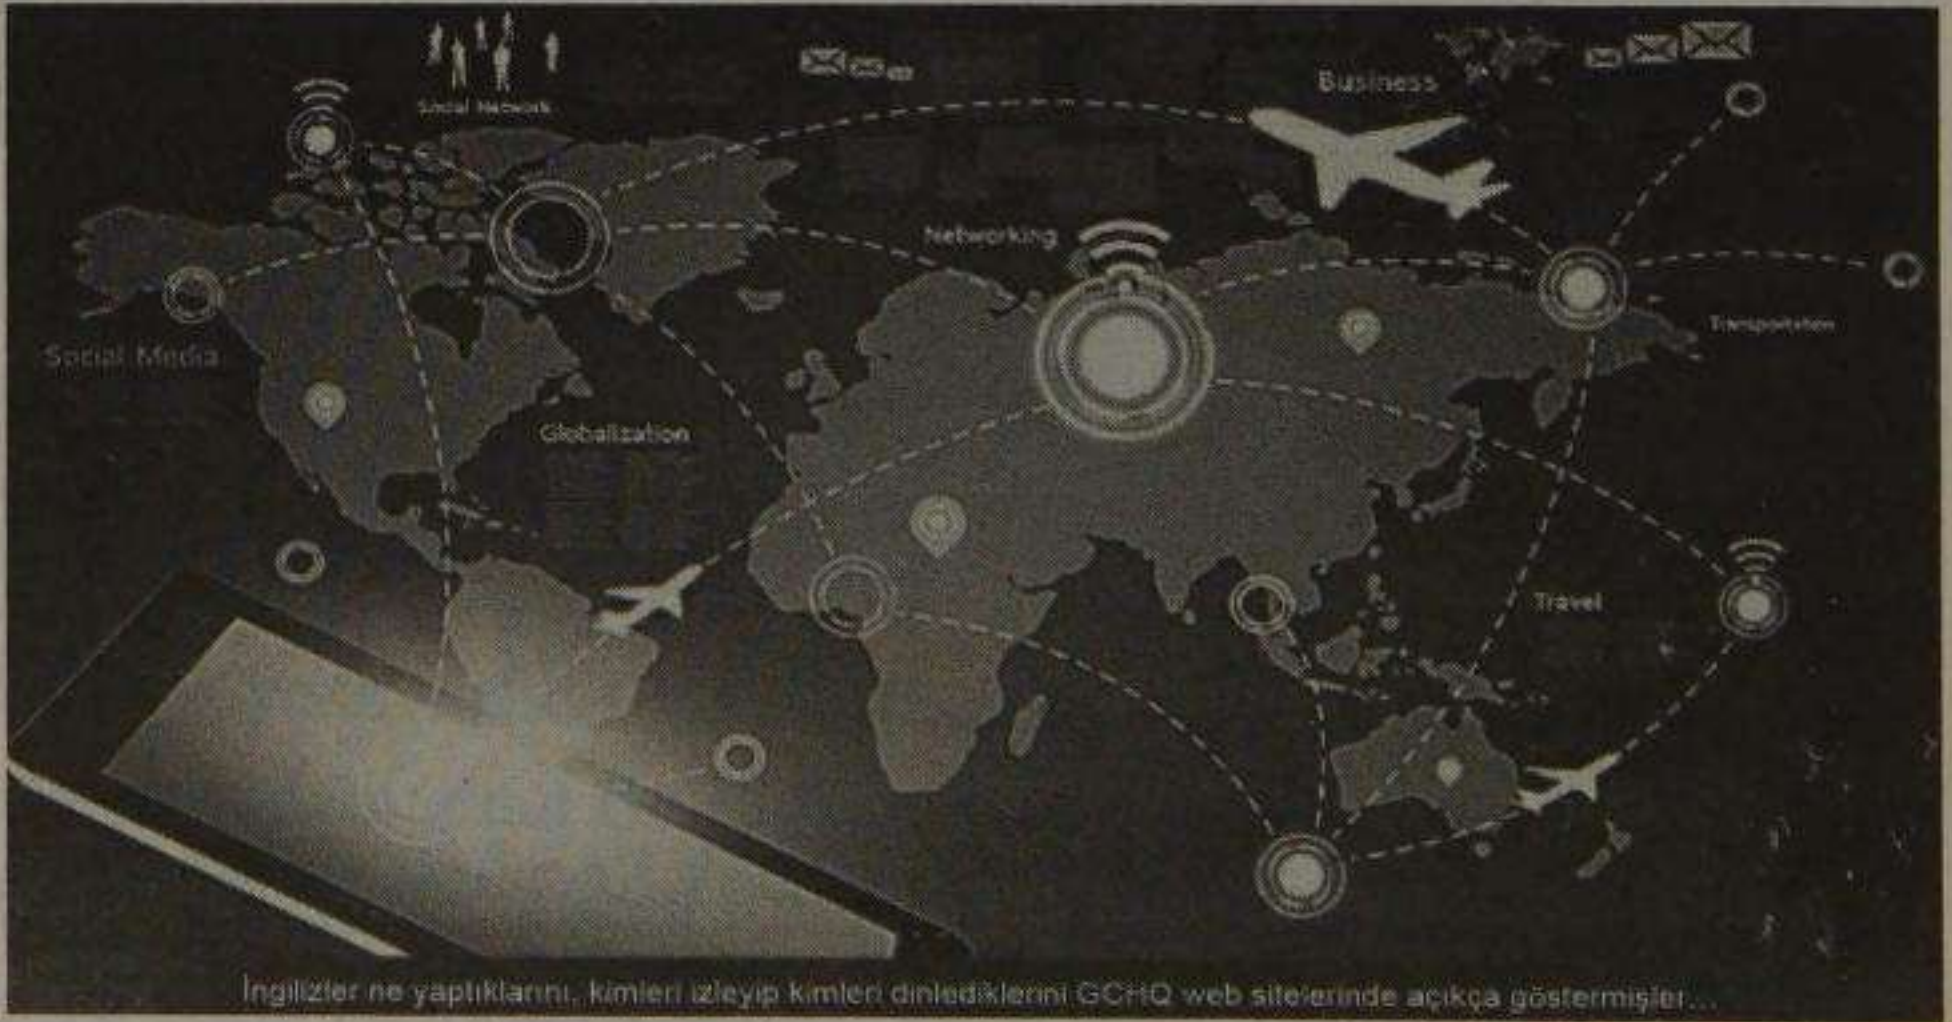 Social Network
Business
Networking
Transportation
Social Media
Globalization
Travel
İngilizler ne yaptıklarını, kimleri izleyip kimleri dinlediklerini GCHQ web sitelerinde açıkça göstermişler...